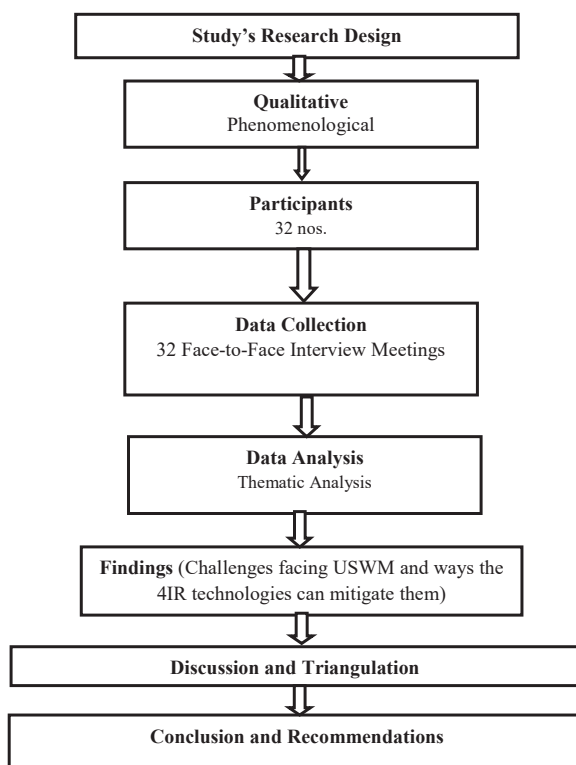 Study’s Research Design
Qualitative
Phenomenological
Participants
32 nos.
Data Collection
32 Face-to-Face Interview Meetings
Data Analysis
Thematic Analysis
Findings (Challenges facing USWM and ways the
4IR technologies can mitigate them)
Discussion and Triangulation
Conclusion and Recommendations